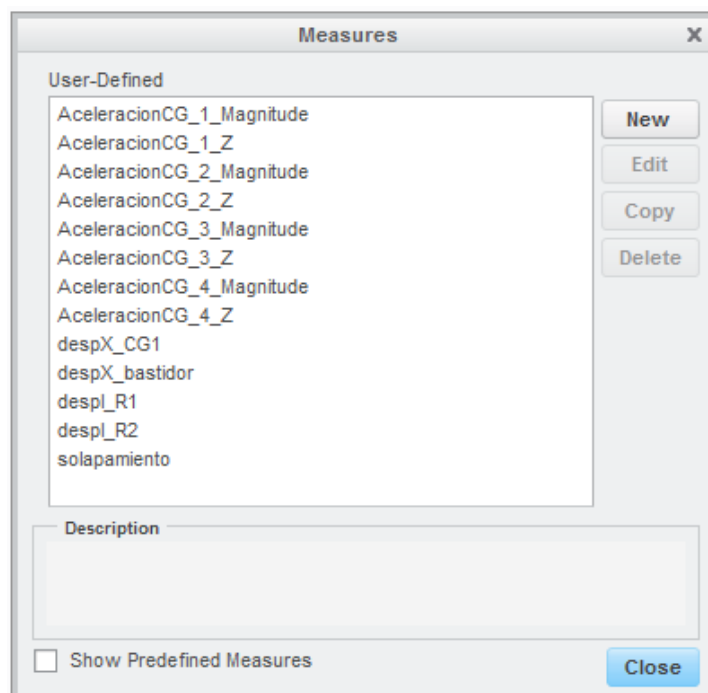 Measures
User-Defined
AceleracionCG_1_Magnitude
AceleracionCG_1_Z
AceleracionCG_2_Magnitude
AceleracionCG_2_Z
AceleracionCG_3_Magnitude
AceleracionCG_3_Z
AceleracionCG_4_Magnitude
AceleracionCG_4_Z
despX_CG1
despX_bastidor
despl_R1
despl_R2
solapamiento
New
Edit
Copy
Delete
Description
Show Predefined Measures
Close